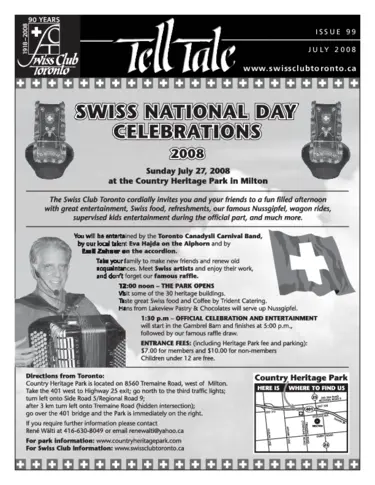 90 YEARS
1918–2008
Swiss Club
Toronto
Tell Tale
ISSUE 99
JULY 2008
www.swissclubtoronto.ca
SWISS NATIONAL DAY
CELEBRATIONS
2008
Sunday July 27, 2008
at the Country Heritage Park in Milton
The Swiss Club Toronto cordially invites you and your friends to a fun filled afternoon
with great entertainment, Swiss food, refreshments, our famous Nussgipfel, wagon rides,
supervised kids entertainment during the official part, and much more.
You will be entertained by the Toronto Canadysli Carnival Band,
by our local talent Eva Hajda on the Alphorn and by
Emil Zahner on the accordion.
Take your family to make new friends and renew old
acquaintances. Meet Swiss artists and enjoy their work,
and don't forget our famous raffle.
12:00 noon – THE PARK OPENS
Visit some of the 30 heritage buildings.
Taste great Swiss food and Coffee by Trident Catering.
Hans from Lakeview Pastry & Chocolates will serve up Nussgipfel.
1:30 p.m – OFFICIAL CELEBRATION AND ENTERTAINMENT
will start in the Gambrel Barn and finishes at 5:00 p.m.,
followed by our famous raffle draw.
ENTRANCE FEES: (including Heritage Park fee and parking):
$7.00 for members and $10.00 for non-members
Children under 12 are free.
Directions from Toronto:
Country Heritage Park is located on 8560 Tremaine Road, west of Milton.
Take the 401 west to Highway 25 exit; go north to the third traffic lights;
turn left onto Side Road 5/Regional Road 9;
after 3 km turn left onto Tremaine Road (hidden intersection);
go over the 401 bridge and the Park is immediately on the right.
If you require further information please contact
René Wälti at 416-630-8049 or email renewalti@yahoo.ca
For park information: www.countryheritagepark.com
For Swiss Club information: www.swissclubtoronto.ca
Country Heritage Park
HERE IS WHERE TO FIND US